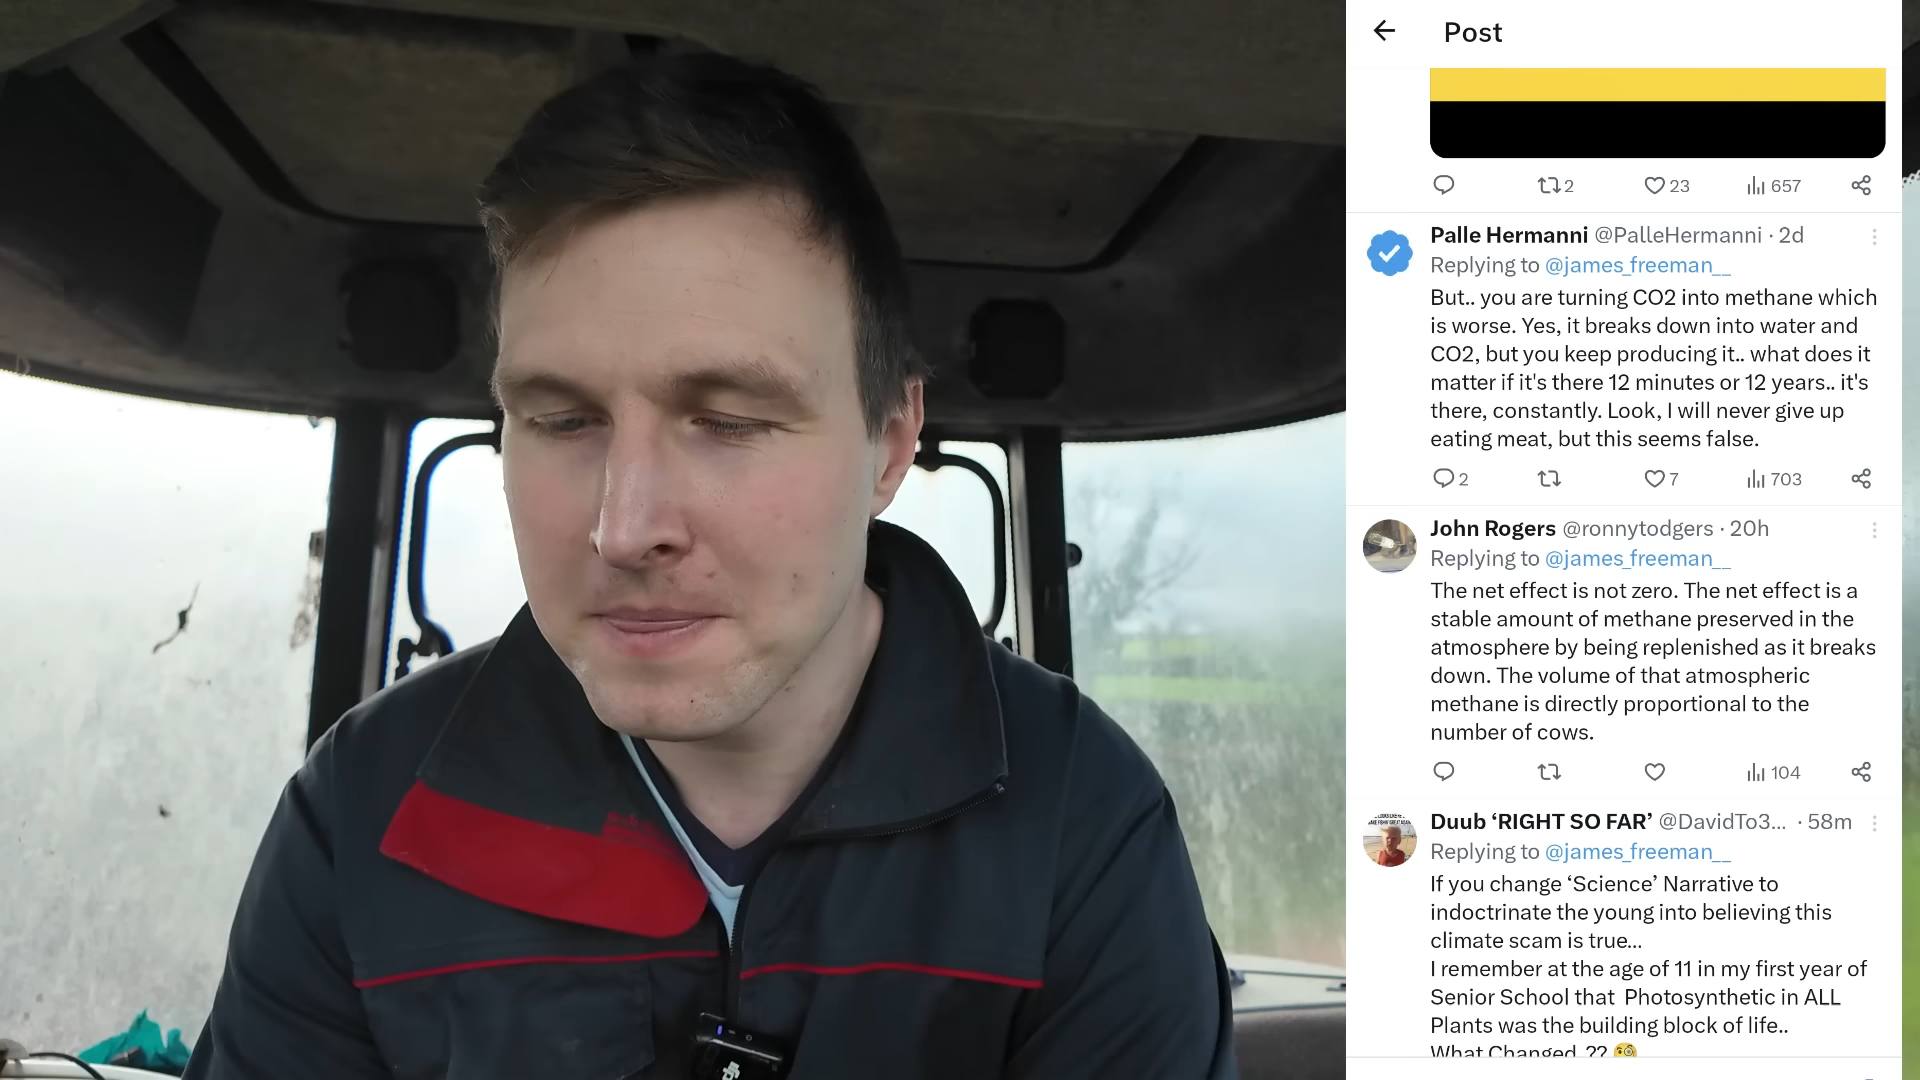 Post
2
23
657
Palle Hermanni @PalleHermanni · 2d
Replying to @james_freeman__
But.. you are turning CO2 into methane which
is worse. Yes, it breaks down into water and
CO2, but you keep producing it.. what does it
matter if it's there 12 minutes or 12 years.. it's
there, constantly. Look, I will never give up
eating meat, but this seems false.
2
7
703
John Rogers @ronnytodgers · 20h
Replying to @james_freeman__
The net effect is not zero. The net effect is a
stable amount of methane preserved in the
atmosphere by being replenished as it breaks
down. The volume of that atmospheric
methane is directly proportional to the
number of cows.
104
Duub ‘RIGHT SO FAR’ @DavidTo3... · 58m
Replying to @james_freeman__
If you change ‘Science’ Narrative to
indoctrinate the young into believing this
climate scam is true...
I remember at the age of 11 in my first year of
Senior School that Photosynthetic in ALL
Plants was the building block of life..
What Changed ?? 🧐